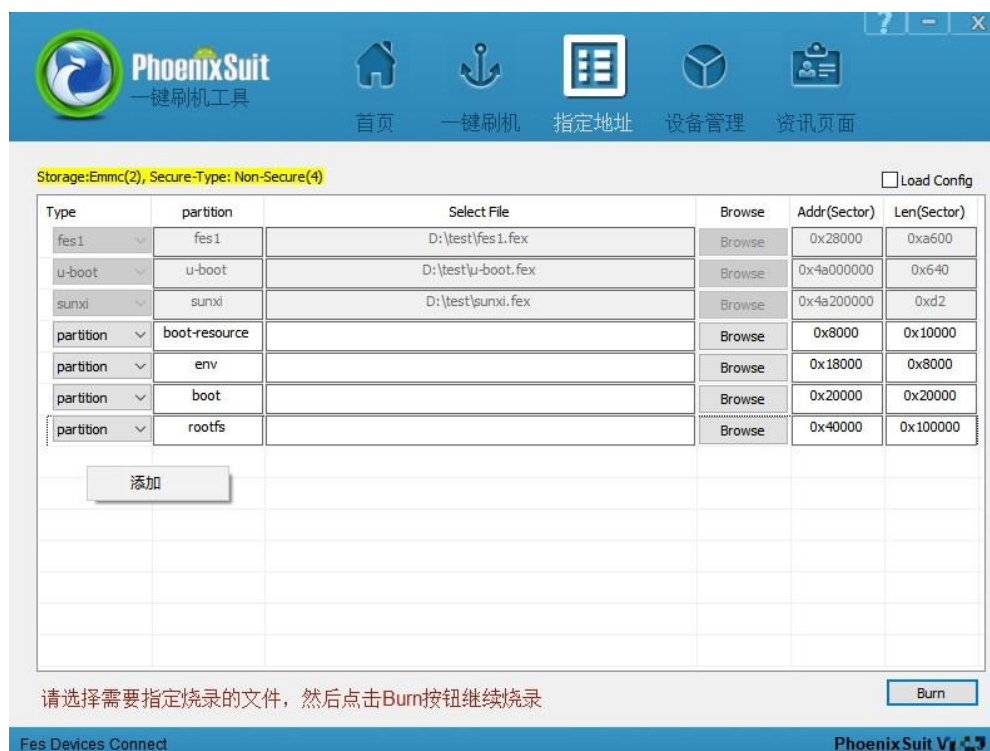 ? — X
PhoenixSuit
一键刷机工具
首页 一键刷机 指定地址 设备管理 资讯页面
Storage:Emmc(2), Secure-Type: Non-Secure(4)
Load Config
Type partition Select File Browse Addr(Sector) Len(Sector)
fes1 fes1 D:\test\fes1.fex Browse 0x28000 0xa600
u-boot u-boot D:\test\u-boot.fex Browse 0x4a000000 0x640
sunxi sunxi D:\test\sunxi.fex Browse 0x4a200000 0xd2
partition boot-resource Browse 0x8000 0x10000
partition env Browse 0x18000 0x8000
partition boot Browse 0x20000 0x20000
partition rootfs Browse 0x40000 0x100000
添加
请选择需要指定烧录的文件，然后点击Burn按钮继续烧录
Burn
Fes Devices Connect
PhoenixSuit